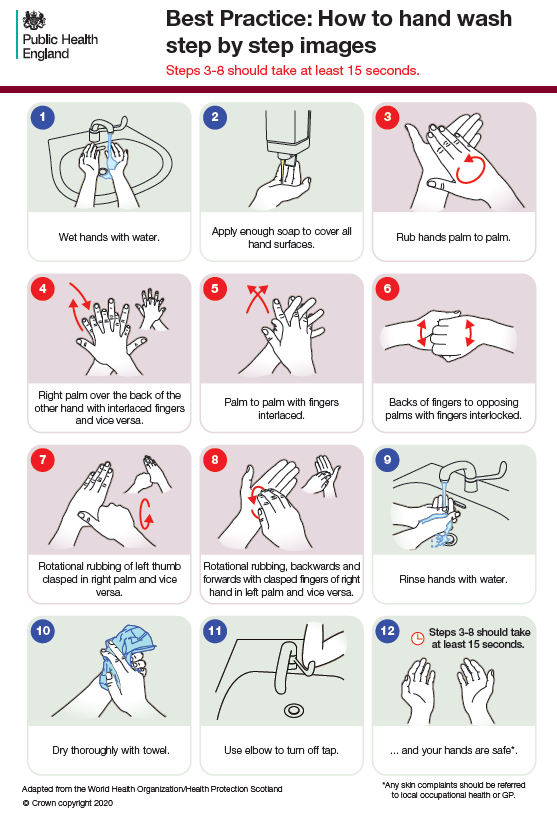 Public Health
England
Best Practice: How to hand wash
step by step images
Steps 3-8 should take at least 15 seconds.
1
Wet hands with water.
2
Apply enough soap to cover all
hand surfaces.
3
Rub hands palm to palm.
4
Right palm over the back of the
other hand with interlaced fingers
and vice versa.
5
Palm to palm with fingers
interlaced.
6
Backs of fingers to opposing
palms with fingers interlocked.
7
Rotational rubbing of left thumb
clasped in right palm and vice
versa.
8
Rotational rubbing, backwards and
forwards with clasped fingers of right
hand in left palm and vice versa.
9
Rinse hands with water.
10
Dry thoroughly with towel.
11
Use elbow to turn off tap.
12
Steps 3-8 should take
at least 15 seconds.
... and your hands are safe*.
Adapted from the World Health Organization/Health Protection Scotland
© Crown copyright 2020
*Any skin complaints should be referred
to local occupational health or GP.